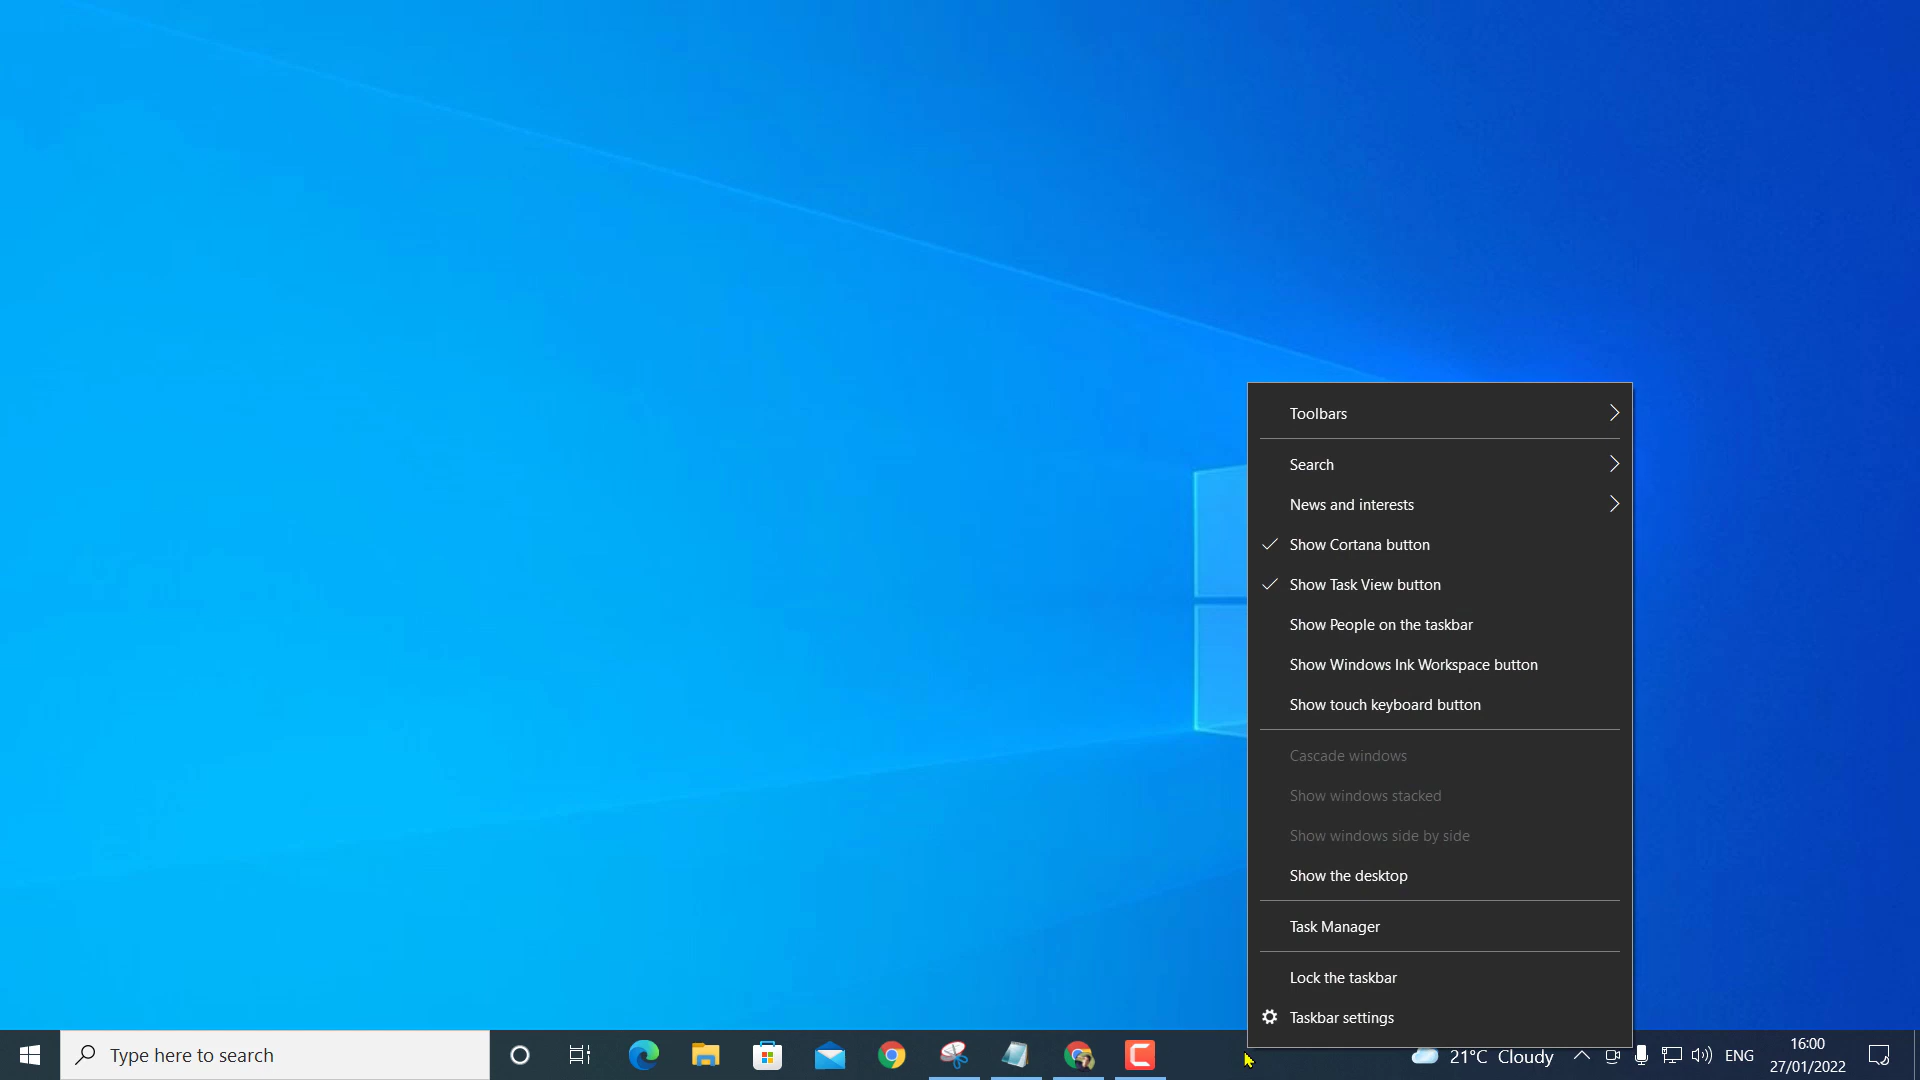 Toolbars
Search
News and interests
Show Cortana button
Show Task View button
Show People on the taskbar
Show Windows Ink Workspace button
Show touch keyboard button
Cascade windows
Show windows stacked
Show windows side by side
Show the desktop
Task Manager
Lock the taskbar
Taskbar settings
Type here to search
21°C Cloudy
ENG
16:00
27/01/2022